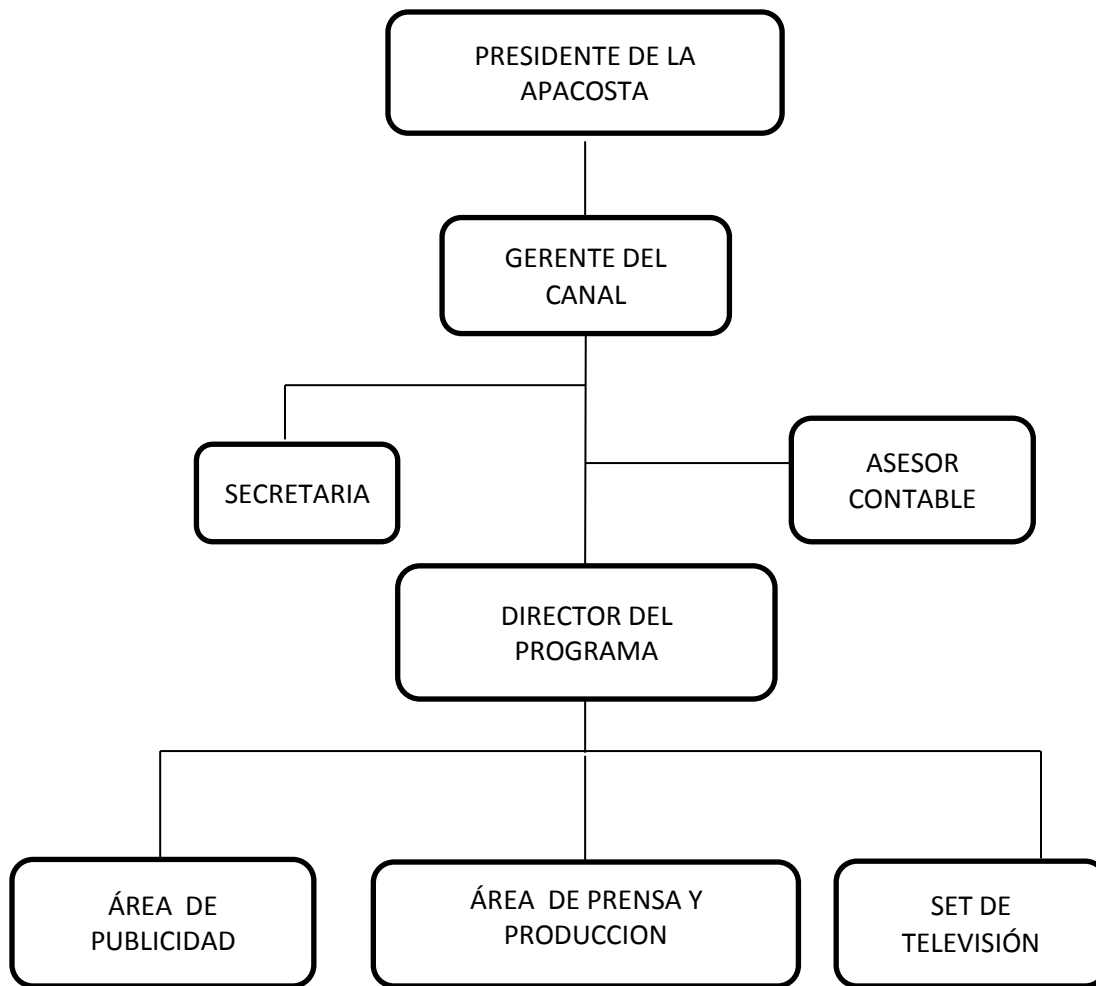 PRESIDENTE DE LA
APACOSTA
GERENTE DEL
CANAL
SECRETARIA
ASESOR
CONTABLE
DIRECTOR DEL
PROGRAMA
ÁREA DE
PUBLICIDAD
ÁREA DE PRENSA Y
PRODUCCION
SET DE
TELEVISIÓN